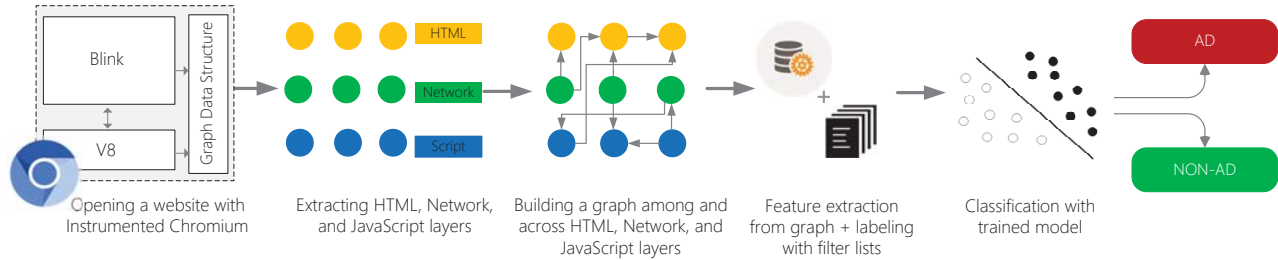 Blink
V8
Graph Data Structure
Opening a website with
Instrumented Chromium
HTML
Network
Script
Extracting HTML, Network,
and JavaScript layers
Building a graph among and
across HTML, Network, and
JavaScript layers
+
Feature extraction
from graph + labeling
with filter lists
Classification with
trained model
AD
NON-AD